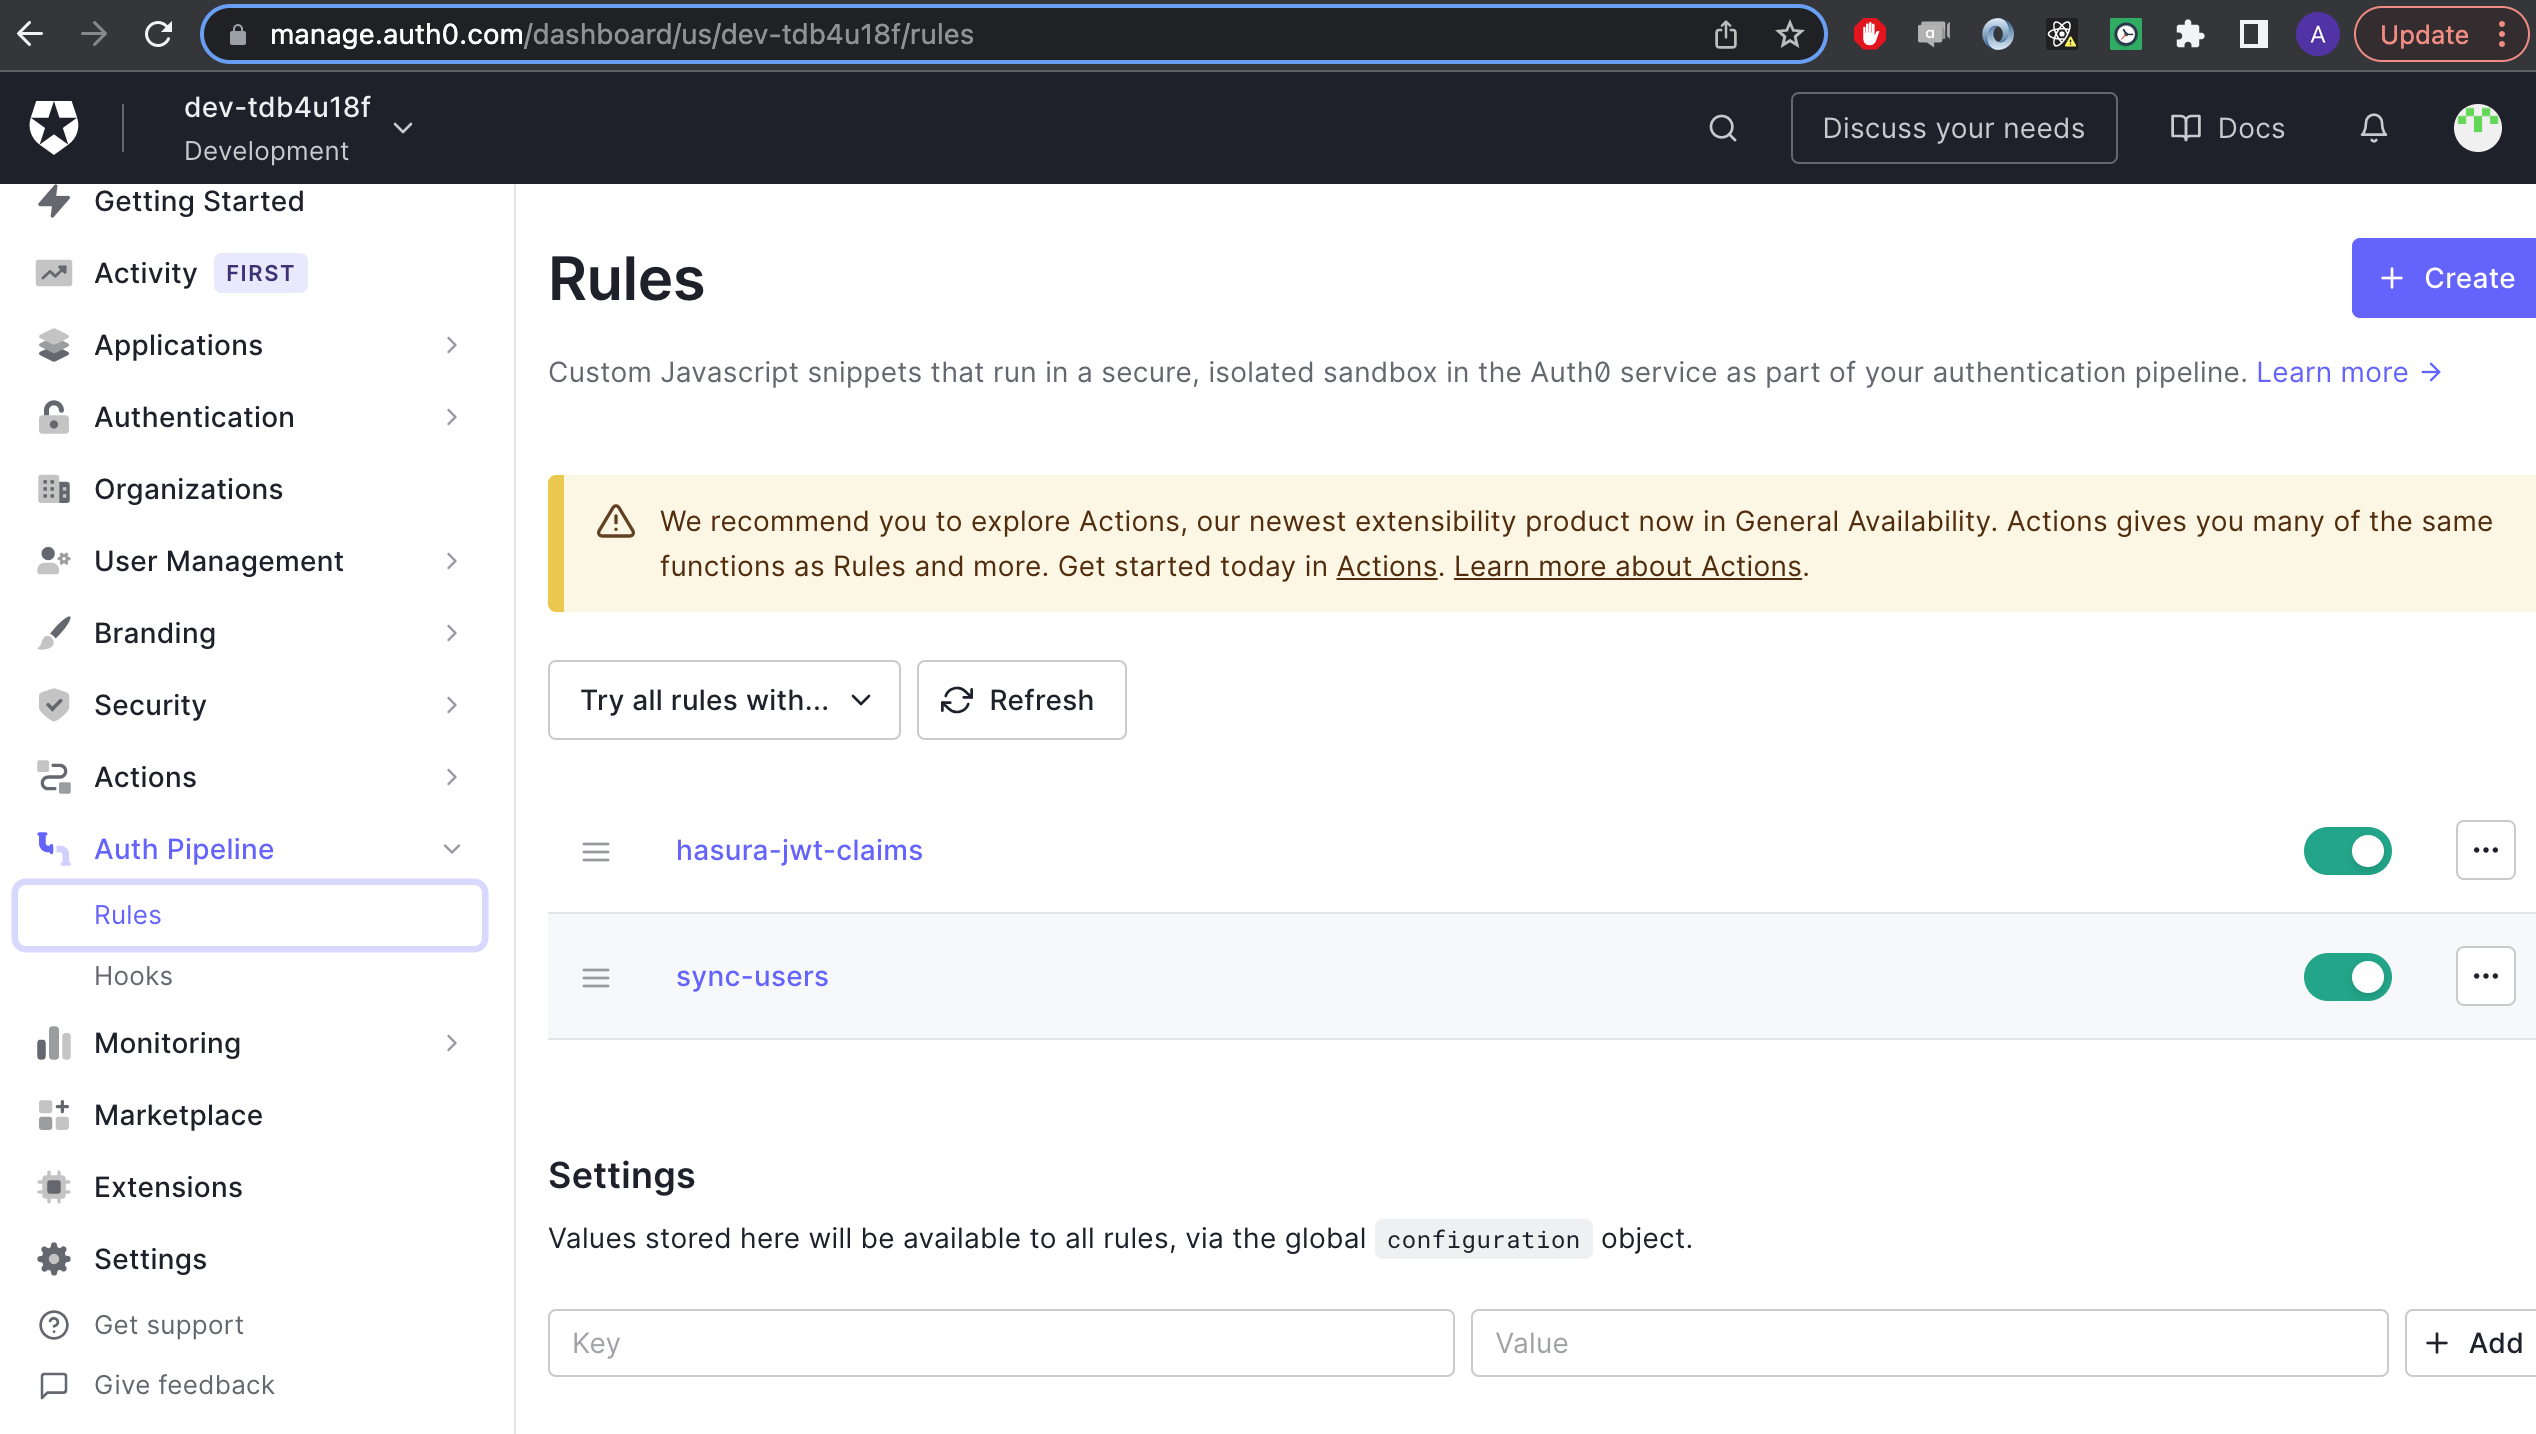 manage.auth0.com/dashboard/us/dev-tdb4u18f/rules
a
A
Update
dev-tdb4u18f
Development
Discuss your needs
Docs
Getting Started
Activity FIRST
Applications
Authentication
Organizations
User Management
Branding
Security
Actions
Auth Pipeline
Rules
Hooks
Monitoring
Marketplace
Extensions
Settings
Get support
Give feedback
Rules
+ Create
Custom Javascript snippets that run in a secure, isolated sandbox in the Auth0 service as part of your authentication pipeline. Learn more →
We recommend you to explore Actions, our newest extensibility product now in General Availability. Actions gives you many of the same
functions as Rules and more. Get started today in Actions. Learn more about Actions.
Try all rules with...
Refresh
hasura-jwt-claims
sync-users
Settings
Values stored here will be available to all rules, via the global configuration object.
Key
Value
+ Add